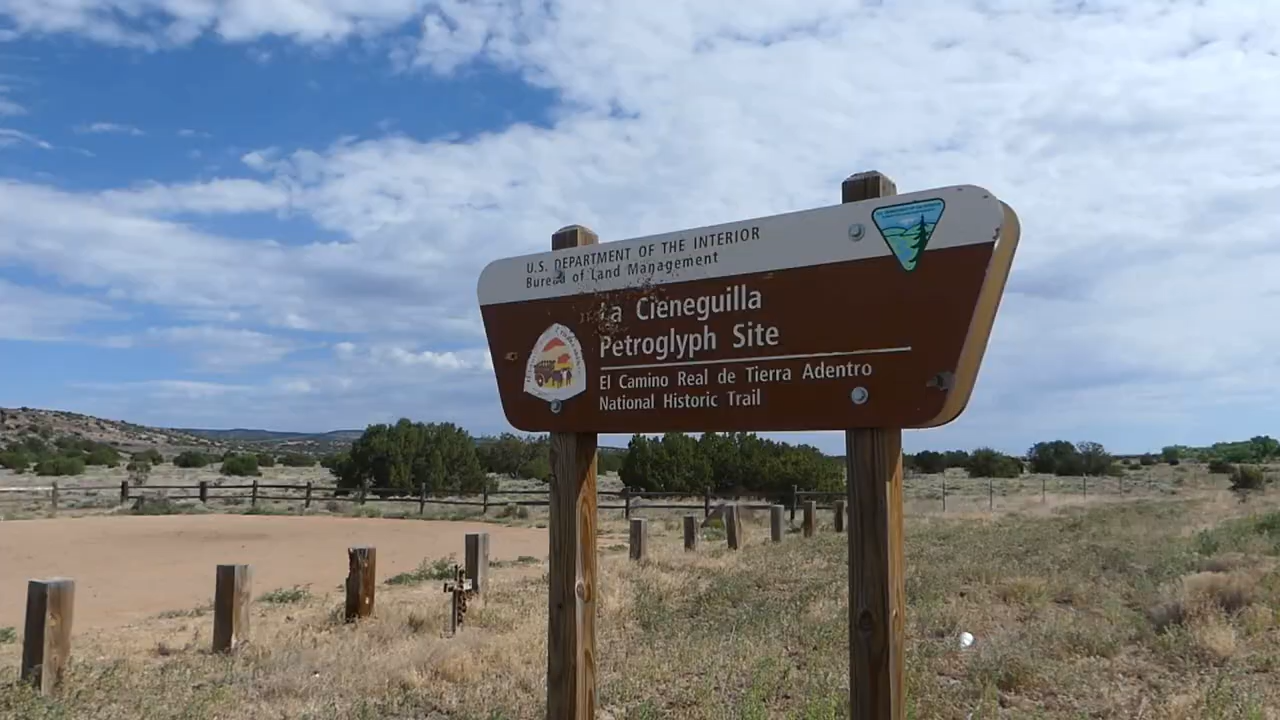 U.S. DEPARTMENT OF THE INTERIOR
Bureau of Land Management
La Cieneguilla
Petroglyph Site
El Camino Real de Tierra Adentro
National Historic Trail